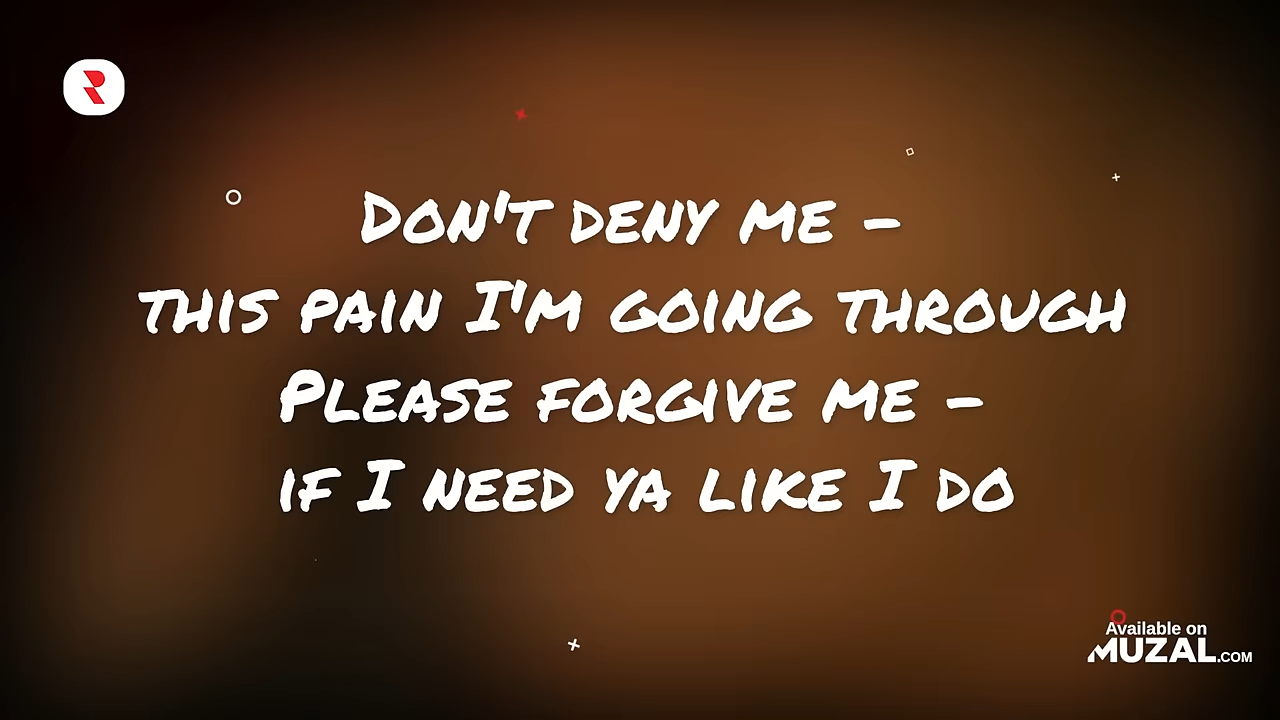 Don't deny me -
this pain I'm going through
Please forgive me -
if I need ya like I do
Available on
MUZAL.COM